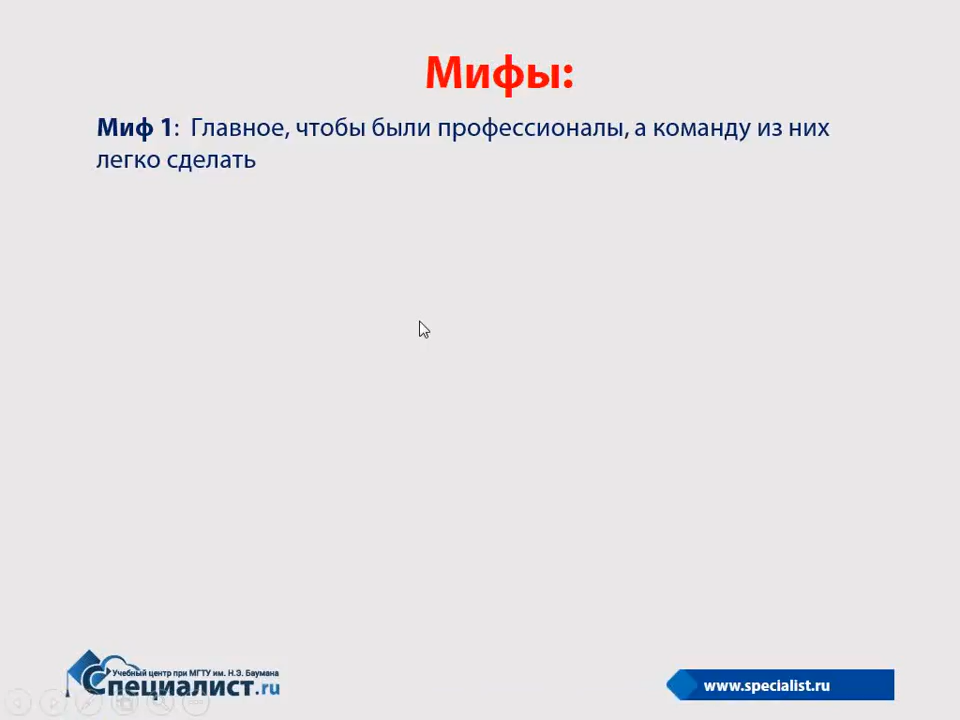 Мифы:
Миф 1:  Главное, чтобы были профессионалы, а команду из них
легко сделать
Учебный центр при МГТУ им. Н.Э. Баумана
Специалист.ru
www.specialist.ru